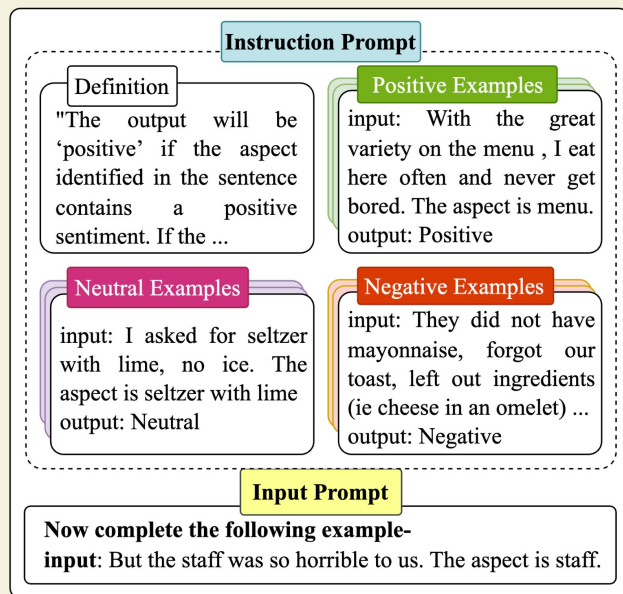 Instruction Prompt
Definition
"The output will be
‘positive’ if the aspect
identified in the sentence
contains a positive
sentiment. If the ...
Positive Examples
input: With the great
variety on the menu , I eat
here often and never get
bored. The aspect is menu.
output: Positive
Neutral Examples
input: I asked for seltzer
with lime, no ice. The
aspect is seltzer with lime
output: Neutral
Negative Examples
input: They did not have
mayonnaise, forgot our
toast, left out ingredients
(ie cheese in an omelet) ...
output: Negative
Input Prompt
Now complete the following example-
input: But the staff was so horrible to us. The aspect is staff.